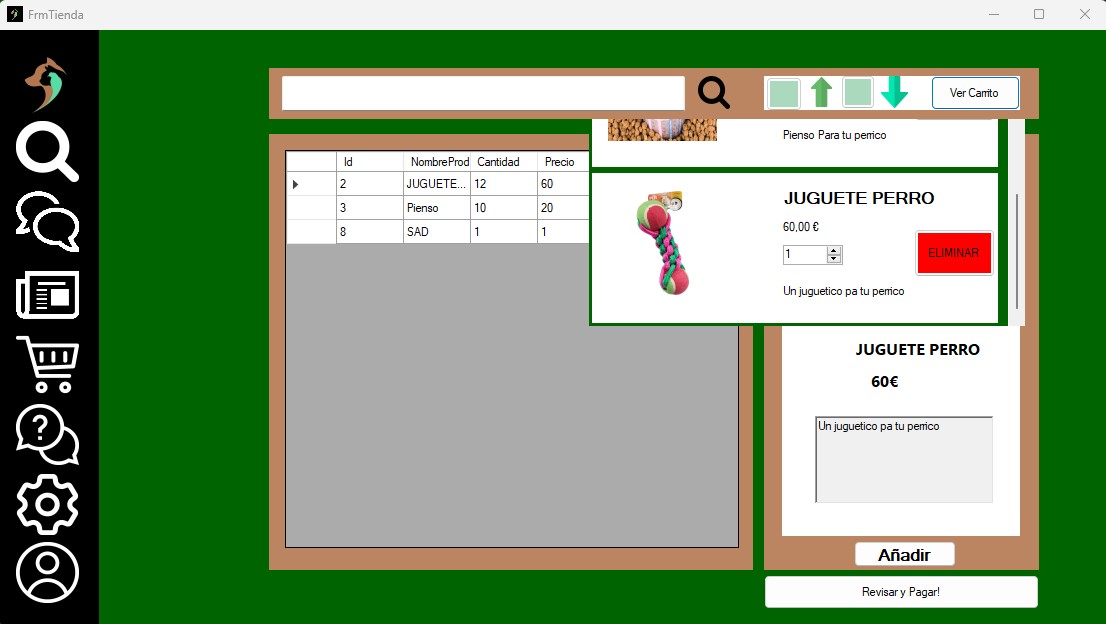 FrmTienda
Ver Carrito
Pienso Para tu perrico
Id NombreProd Cantidad Precio
2 JUGUETE... 12 60
3 Pienso 10 20
8 SAD 1 1
JUGUETE PERRO
60,00 €
1
ELIMINAR
Un juguetico pa tu perrico
JUGUETE PERRO
60€
Un juguetico pa tu perrico
Añadir
Revisar y Pagar!
?